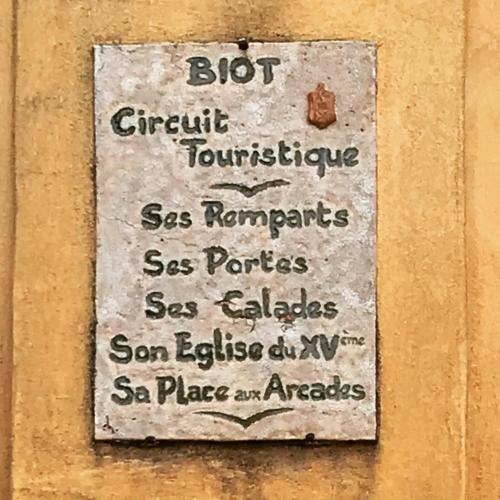 BIOT
Circuit
Touristique
Ses Remparts
Ses Portes
Ses Calades
Son Eglise du XVème
Sa Place aux Arcades